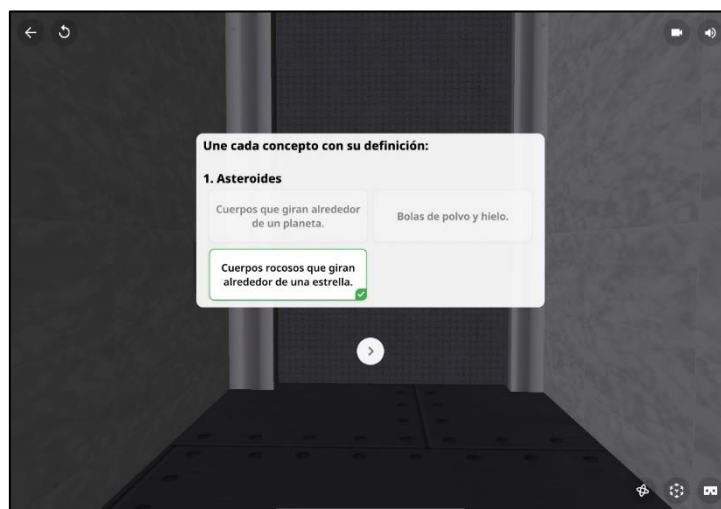 Une cada concepto con su definición:
1. Asteroides
Cuerpos que giran alrededor
de un planeta.
Bolas de polvo y hielo.
Cuerpos rocosos que giran
alrededor de una estrella.